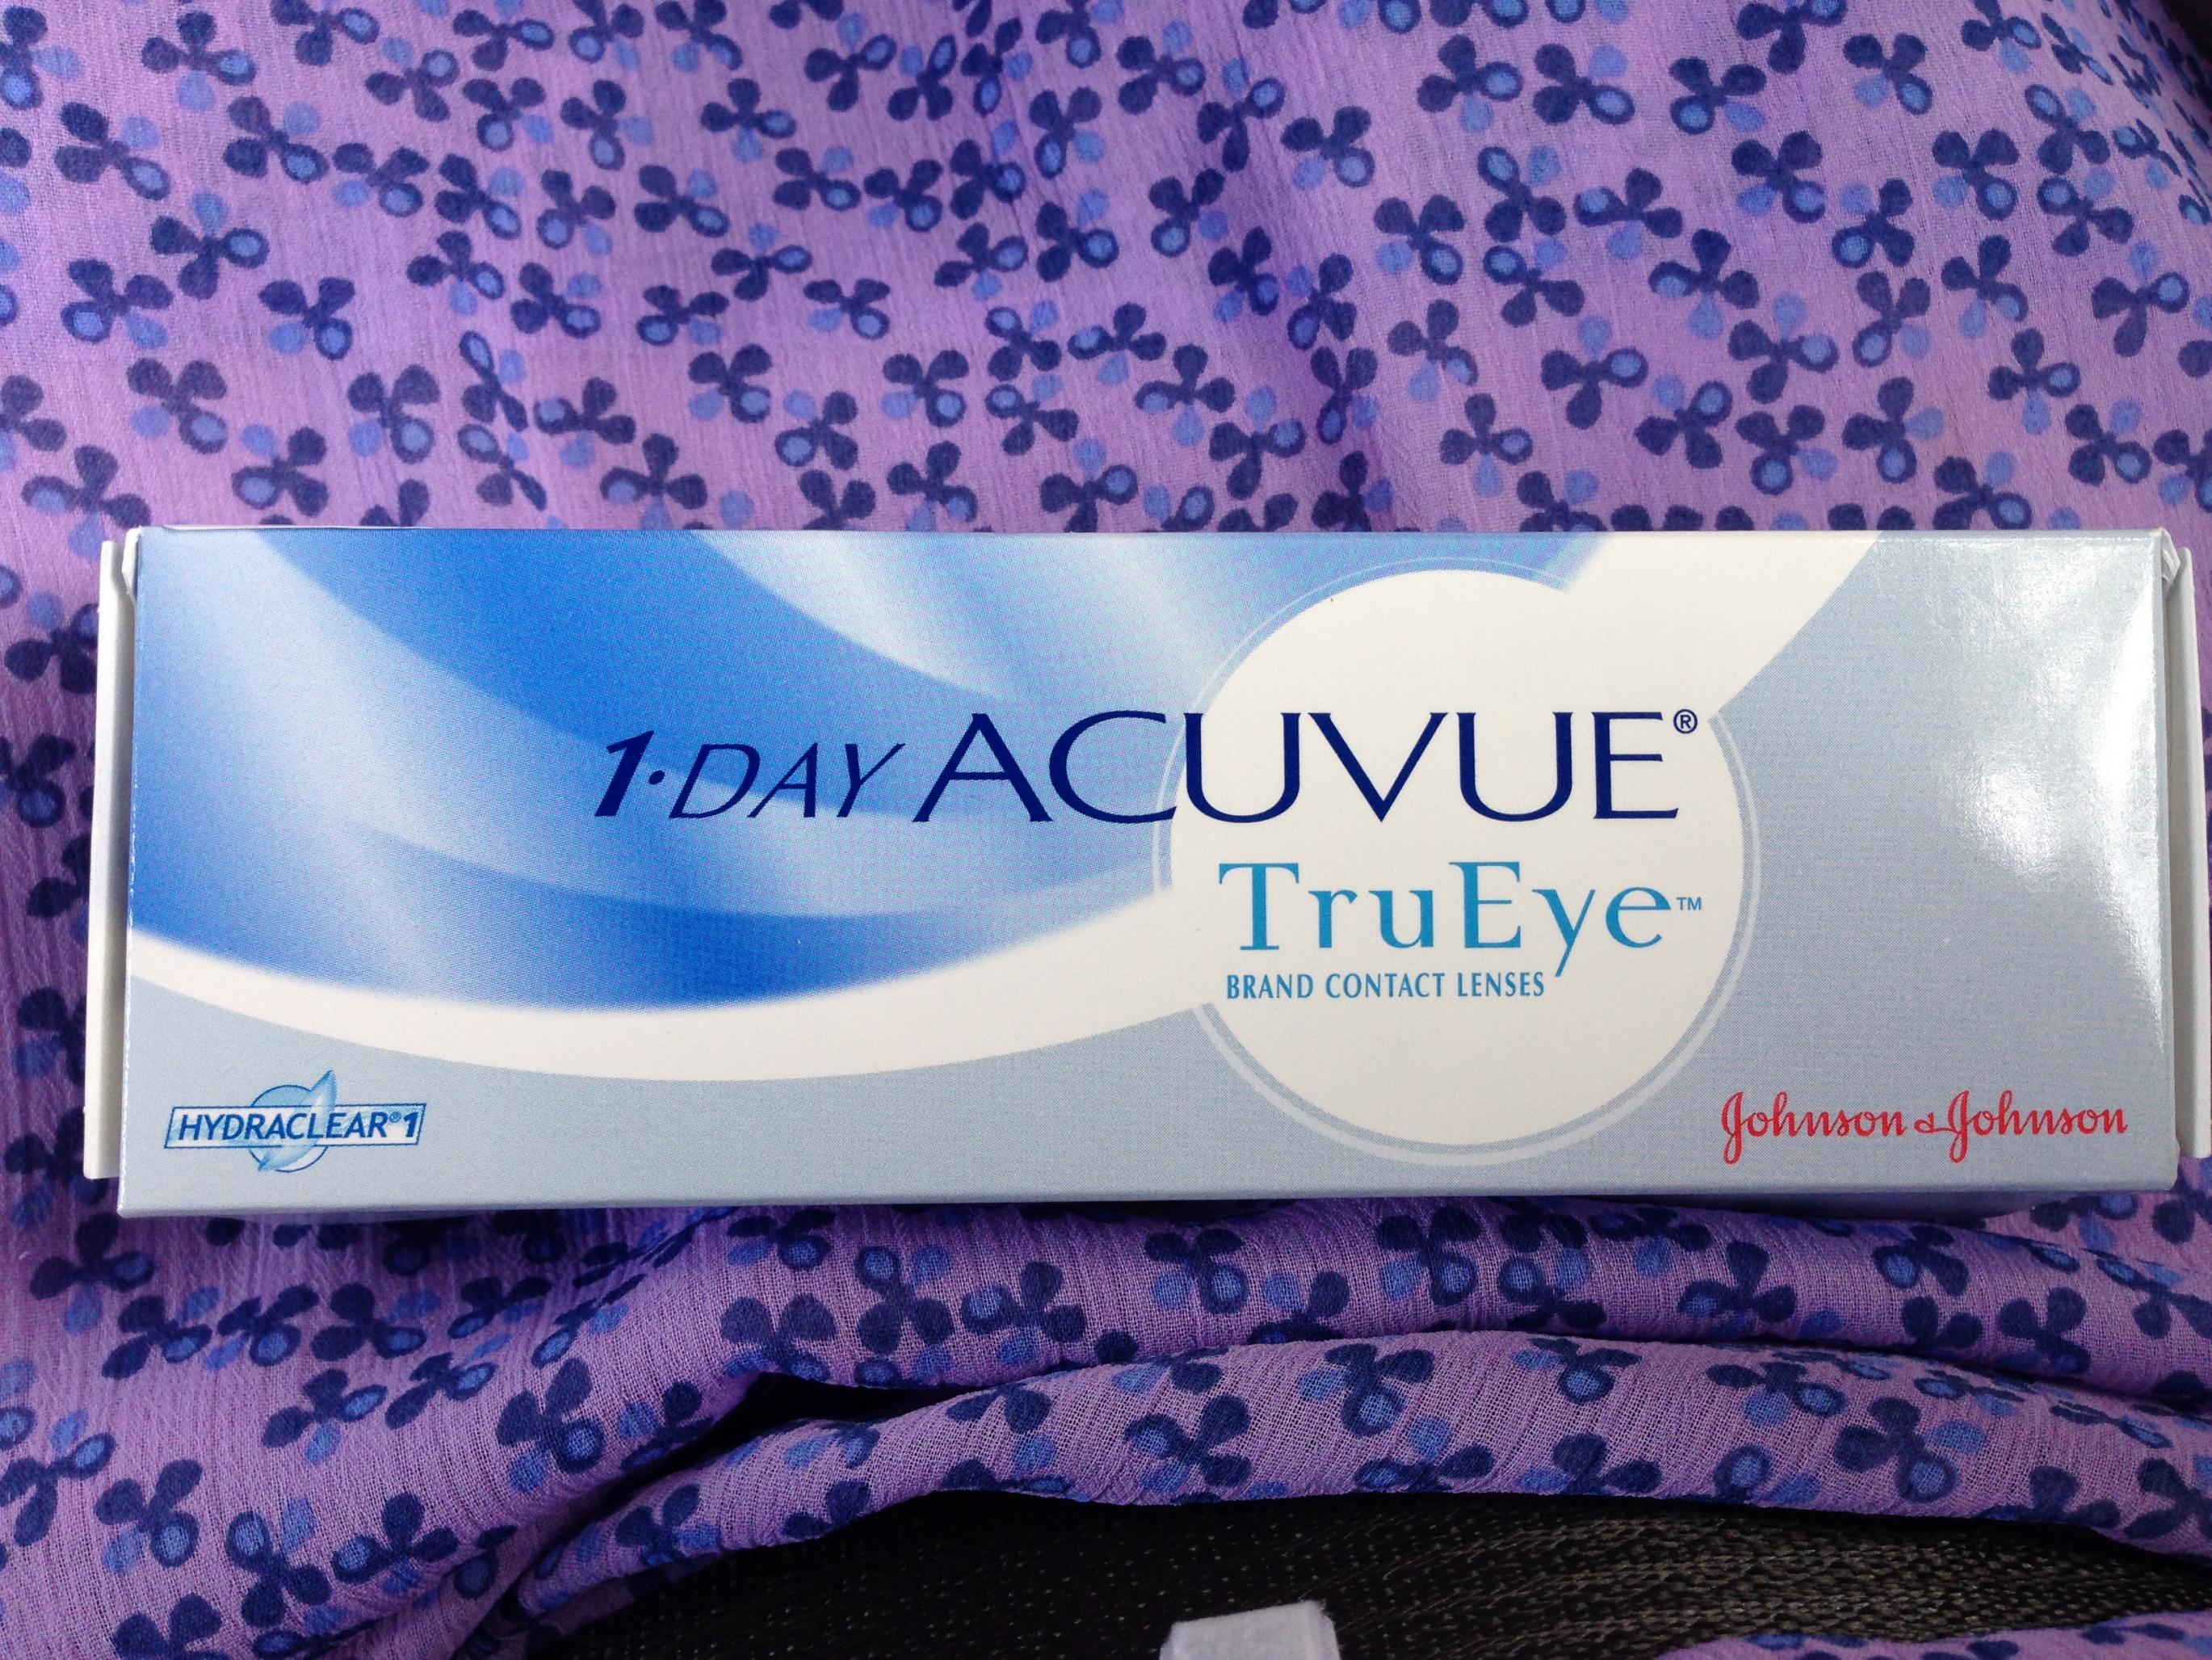 1·DAY ACUVUE®
TruEye™
BRAND CONTACT LENSES
HYDRACLEAR®1
Johnson & Johnson